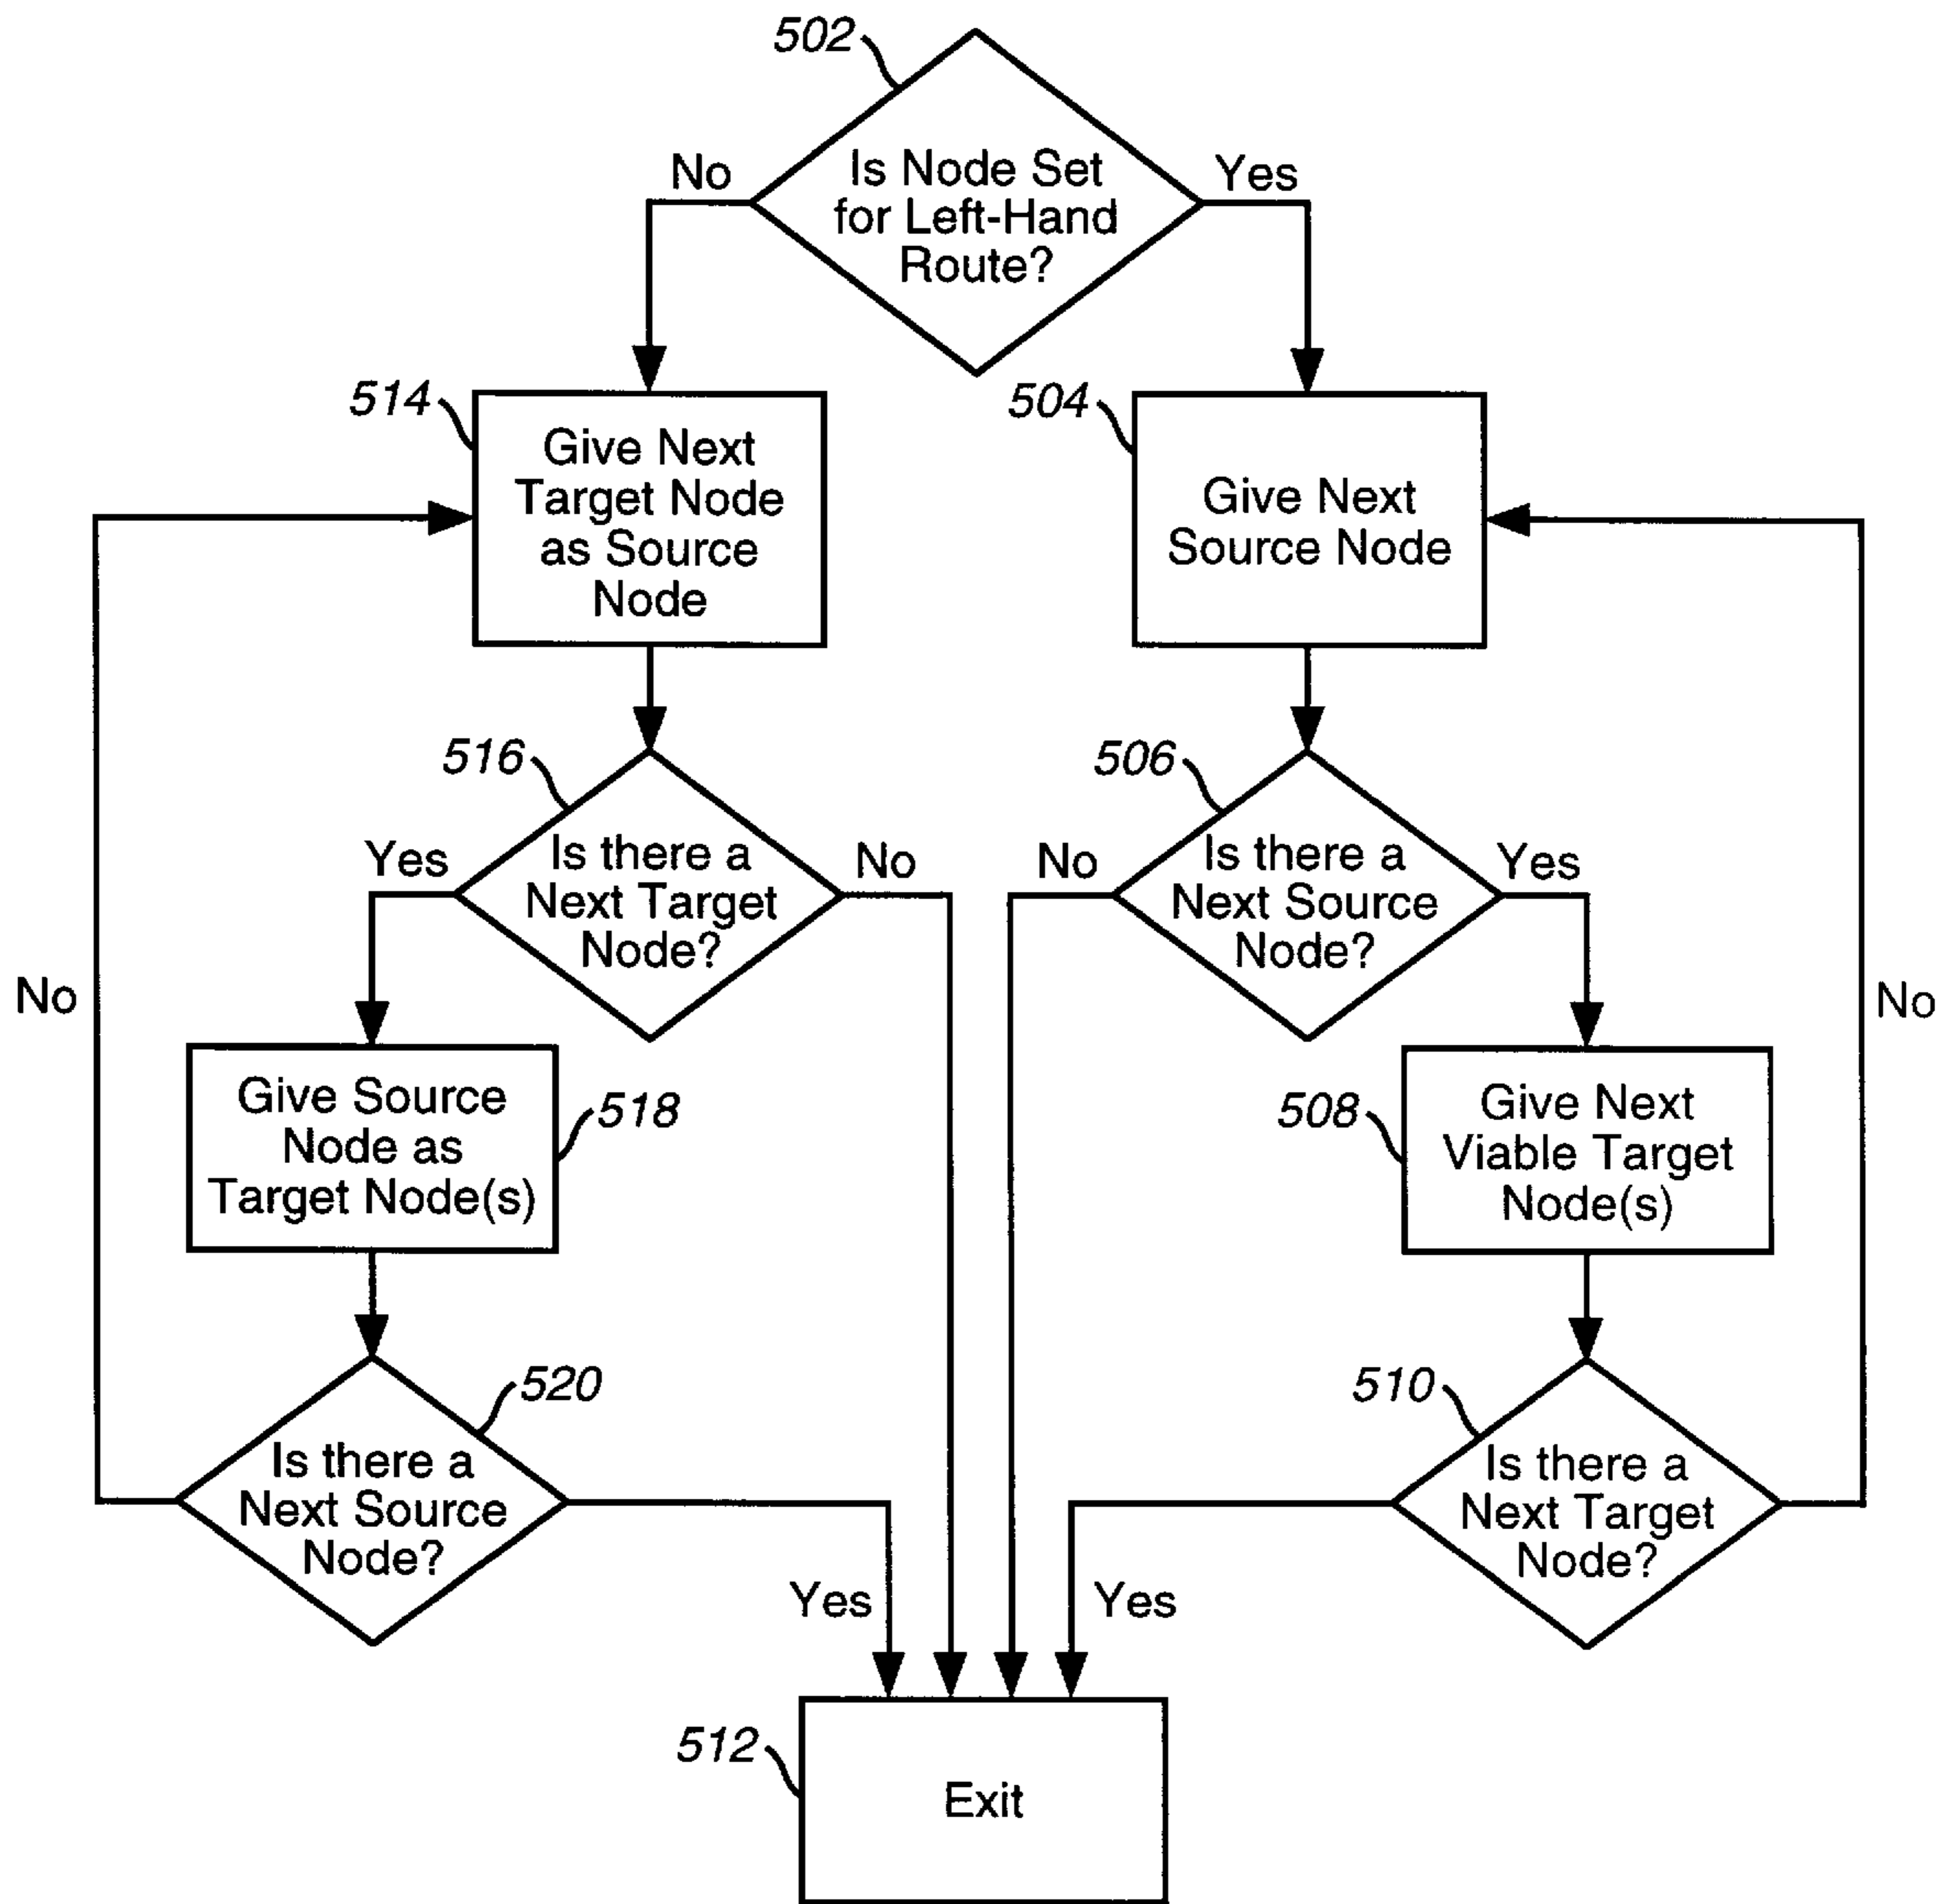 502
Is Node Set
for Left-Hand
Route?
No
Yes
514
Give Next
Target Node
as Source
Node
504
Give Next
Source Node
516
Is there a
Next Target
Node?
Yes
No
506
Is there a
Next Source
Node?
No
Yes
No
No
Give Source
Node as
Target Node(s)
518
508
Give Next
Viable Target
Node(s)
520
Is there a
Next Source
Node?
Yes
510
Is there a
Next Target
Node?
Yes
512
Exit